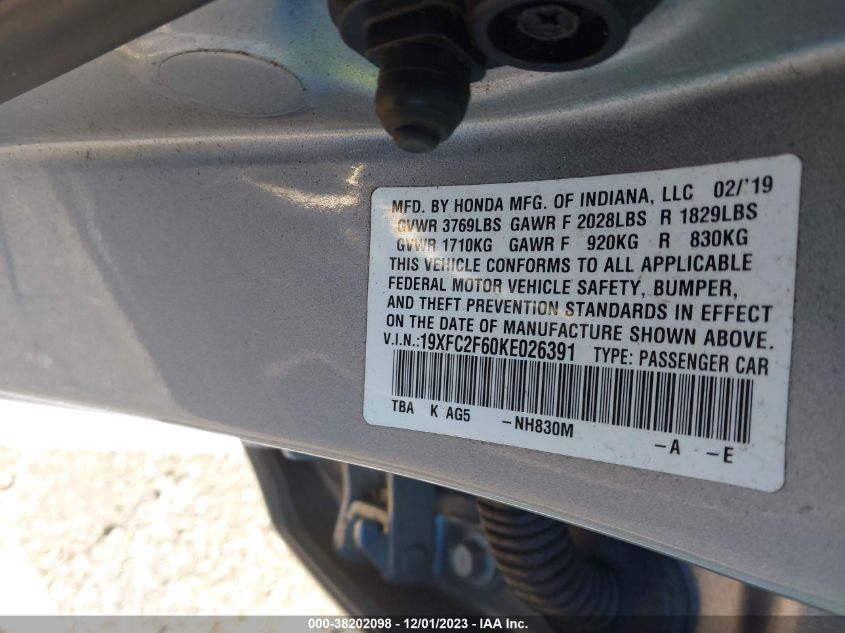 MFD. BY HONDA MFG. OF INDIANA, LLC 02/'19
GVWR 3769LBS GAWR F 2028LBS R 1829LBS
GVWR 1710KG GAWR F 920KG R 830KG
THIS VEHICLE CONFORMS TO ALL APPLICABLE
FEDERAL MOTOR VEHICLE SAFETY, BUMPER,
AND THEFT PREVENTION STANDARDS IN EFFECT
ON THE DATE OF MANUFACTURE SHOWN ABOVE.
V.I.N.:19XFC2F60KE026391 TYPE: PASSENGER CAR
TBA K AG5 -NH830M -A -E
000-38202098 - 12/01/2023 - IAAI.COM